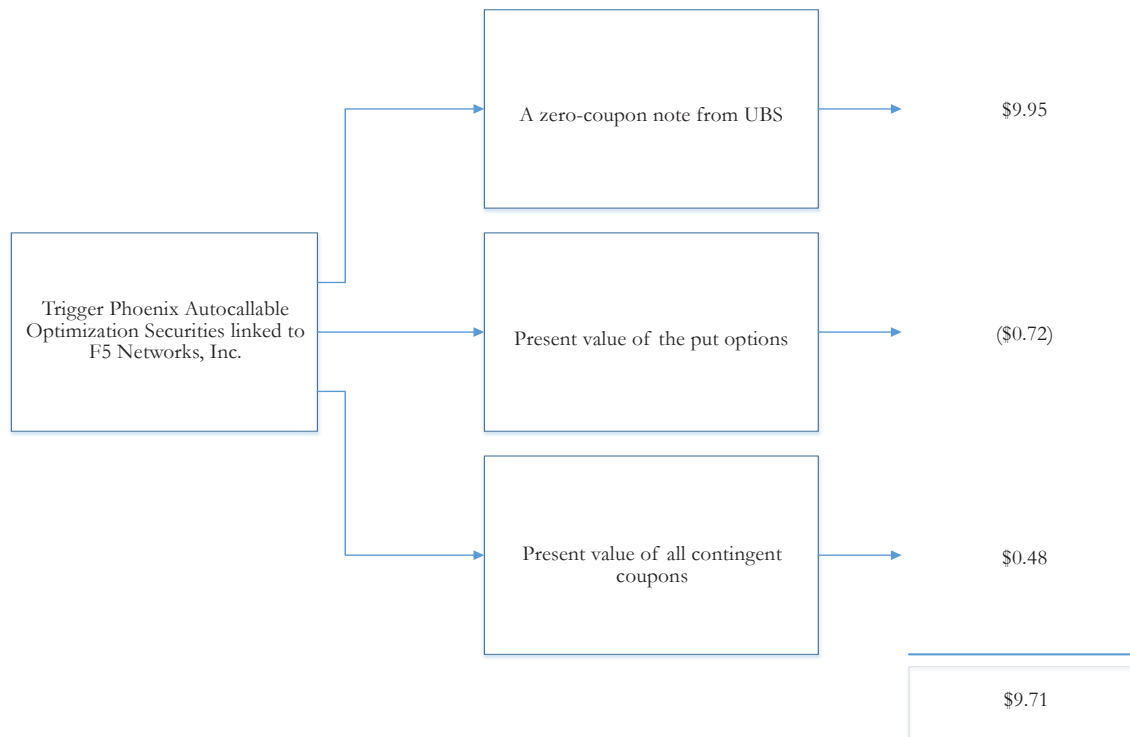 A zero-coupon note from UBS
$9.95
Trigger Phoenix Autocallable
Optimization Securities linked to
F5 Networks, Inc.
Present value of the put options
($0.72)
Present value of all contingent
coupons
$0.48
$9.71